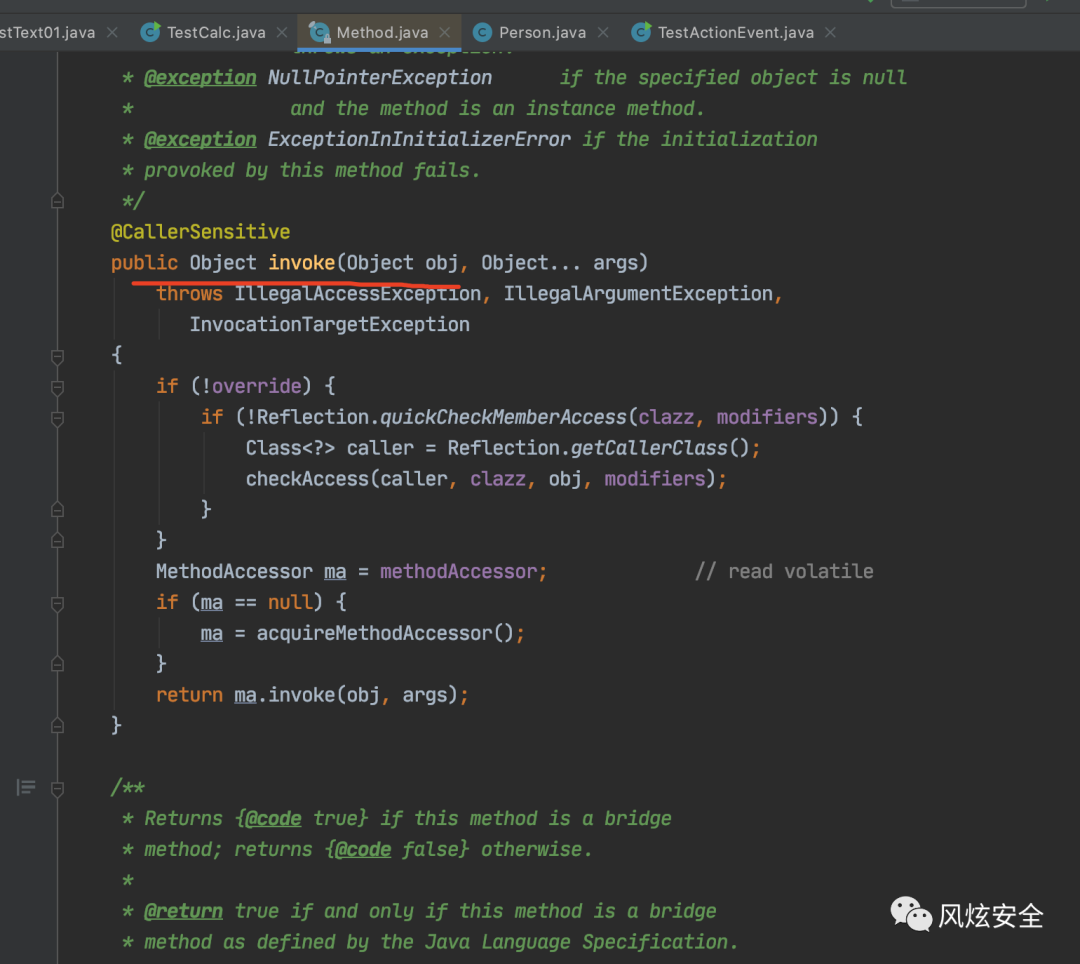 stText01.java TestCalc.java Method.java Person.java TestActionEvent.java
* @exception NullPointerException if the specified object is null
* and the method is an instance method.
* @exception ExceptionInInitializerError if the initialization
* provoked by this method fails.
*/
@CallerSensitive
public Object invoke(Object obj, Object... args)
throws IllegalAccessException, IllegalArgumentException,
InvocationTargetException
{
if (!override) {
if (!Reflection.quickCheckMemberAccess(clazz, modifiers)) {
Class<?> caller = Reflection.getCallerClass();
checkAccess(caller, clazz, obj, modifiers);
}
}
MethodAccessor ma = methodAccessor; // read volatile
if (ma == null) {
ma = acquireMethodAccessor();
}
return ma.invoke(obj, args);
}
/**
* Returns {@code true} if this method is a bridge
* method; returns {@code false} otherwise.
*
* @return true if and only if this method is a bridge
* method as defined by the Java Language Specification.
风炫安全